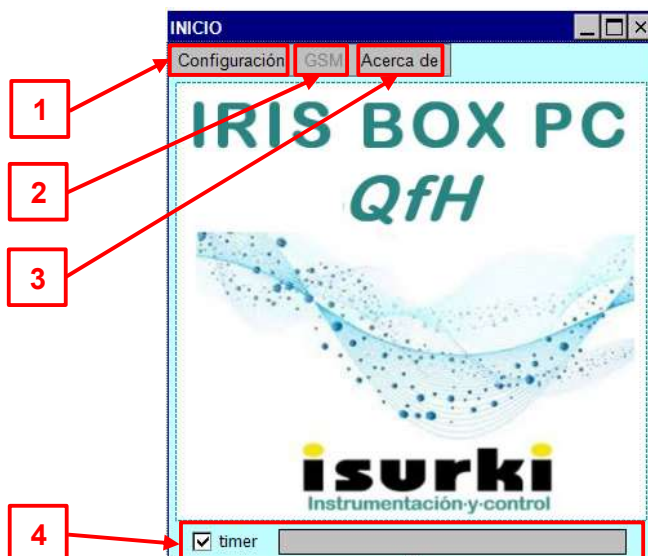 INICIO
Configuración GSM Acerca de
1
IRIS BOX PC
2
QfH
3
isurki
Instrumentación·y·control
4
timer